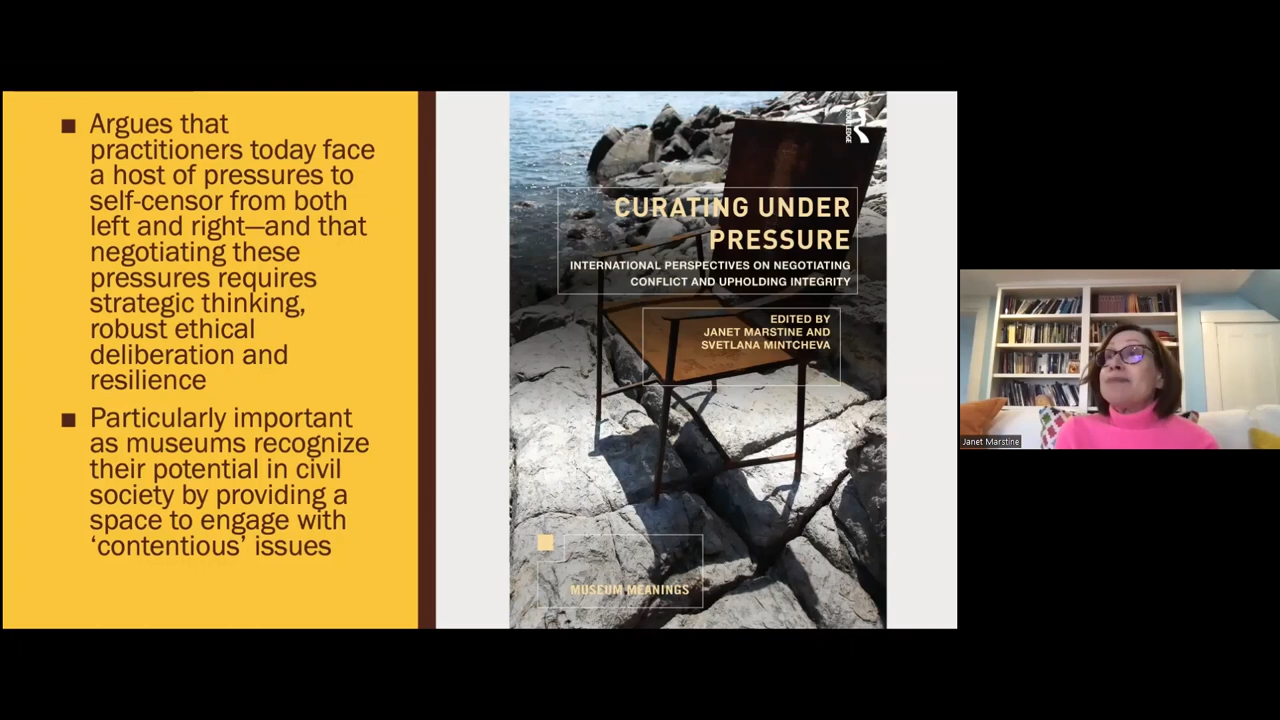 ■ Argues that
practitioners today face
a host of pressures to
self-censor from both
left and right—and that
negotiating these
pressures requires
strategic thinking,
robust ethical
deliberation and
resilience
■ Particularly important
as museums recognize
their potential in civil
society by providing a
space to engage with
‘contentious’ issues
ROUTLEDGE
CURATING UNDER
PRESSURE
INTERNATIONAL PERSPECTIVES ON NEGOTIATING
CONFLICT AND UPHOLDING INTEGRITY
EDITED BY
JANET MARSTINE AND
SVETLANA MINTCHEVA
MUSEUM MEANINGS
Janet Marstine